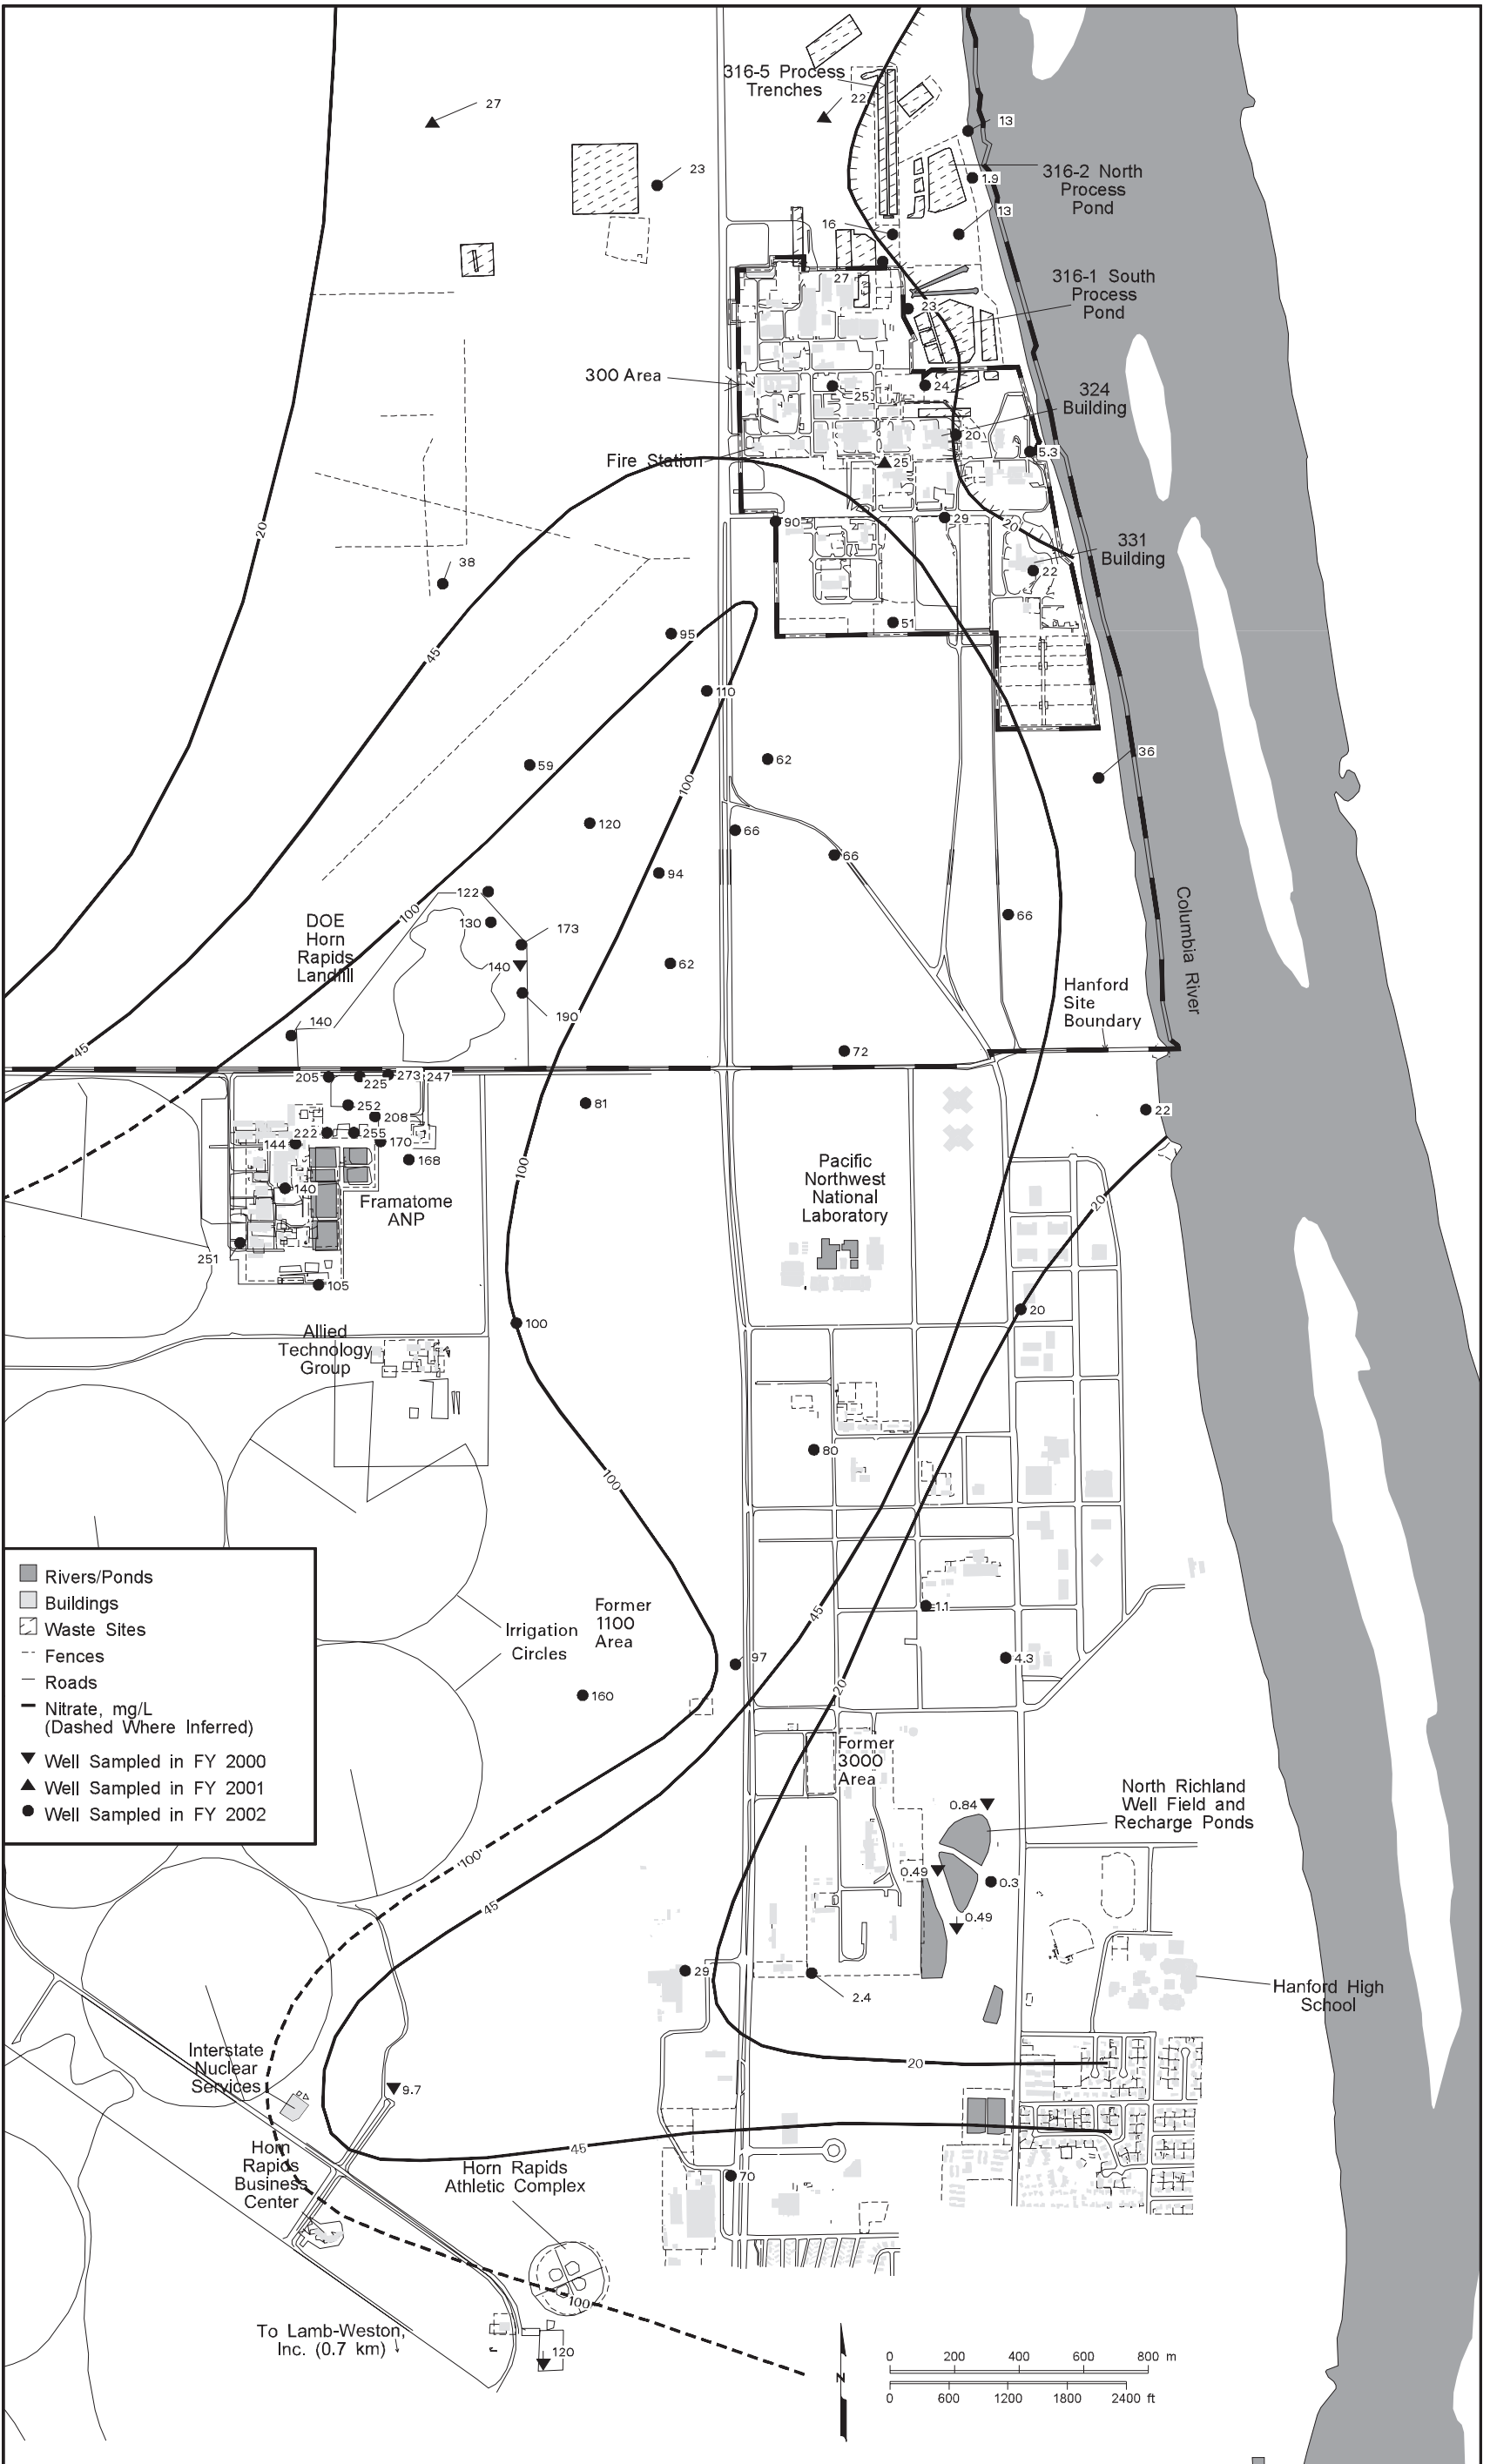 316-5 Process
Trenches
27
22
13
23
1.9
316-2 North
Process
Pond
13
16
27
316-1 South
Process
Pond
23
300 Area
24
25
324
Building
20
5.3
Fire Station
25
20
90
29
20
331
Building
38
22
51
45
95
110
36
59
62
100
120
66
66
94
122
100
66
130
173
DOE
Horn
Rapids
Landfill
140
62
Columbia River
190
Hanford
Site
Boundary
140
72
45
205
225
273
247
81
252
208
22
222
255
144
170
168
100
Pacific
Northwest
National
Laboratory
140
Framatome
ANP
20
251
105
20
100
Allied
Technology
Group
80
100
1.1
45
Former
1100
Area
Irrigation
Circles
4.3
97
160
20
Rivers/Ponds
Buildings
Waste Sites
Fences
Roads
Nitrate, mg/L
(Dashed Where Inferred)
Well Sampled in FY 2000
Well Sampled in FY 2001
Well Sampled in FY 2002
Former
3000
Area
North Richland
Well Field and
Recharge Ponds
0.84
100
0.49
0.3
45
0.49
29
2.4
Hanford High
School
Interstate
Nuclear
Services
20
9.7
45
Horn
Rapids
Business
Center
Horn Rapids
Athletic Complex
70
100
To Lamb-Weston,
Inc. (0.7 km)
120
N
0 200 400 600 800 m
0 600 1200 1800 2400 ft